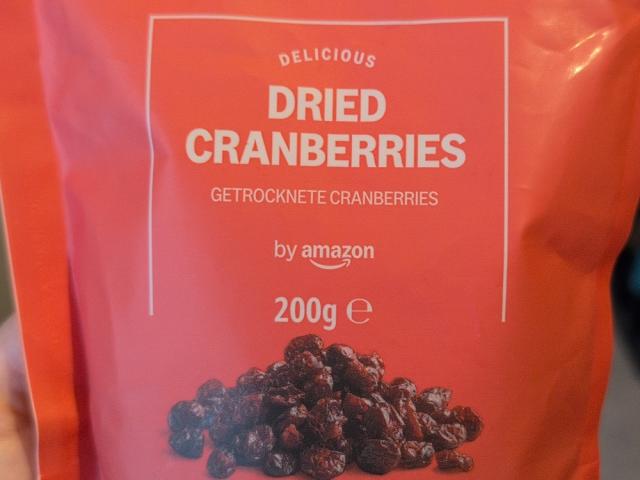 DELICIOUS
DRIED
CRANBERRIES
GETROCKNETE CRANBERRIES
by amazon
200g ℮